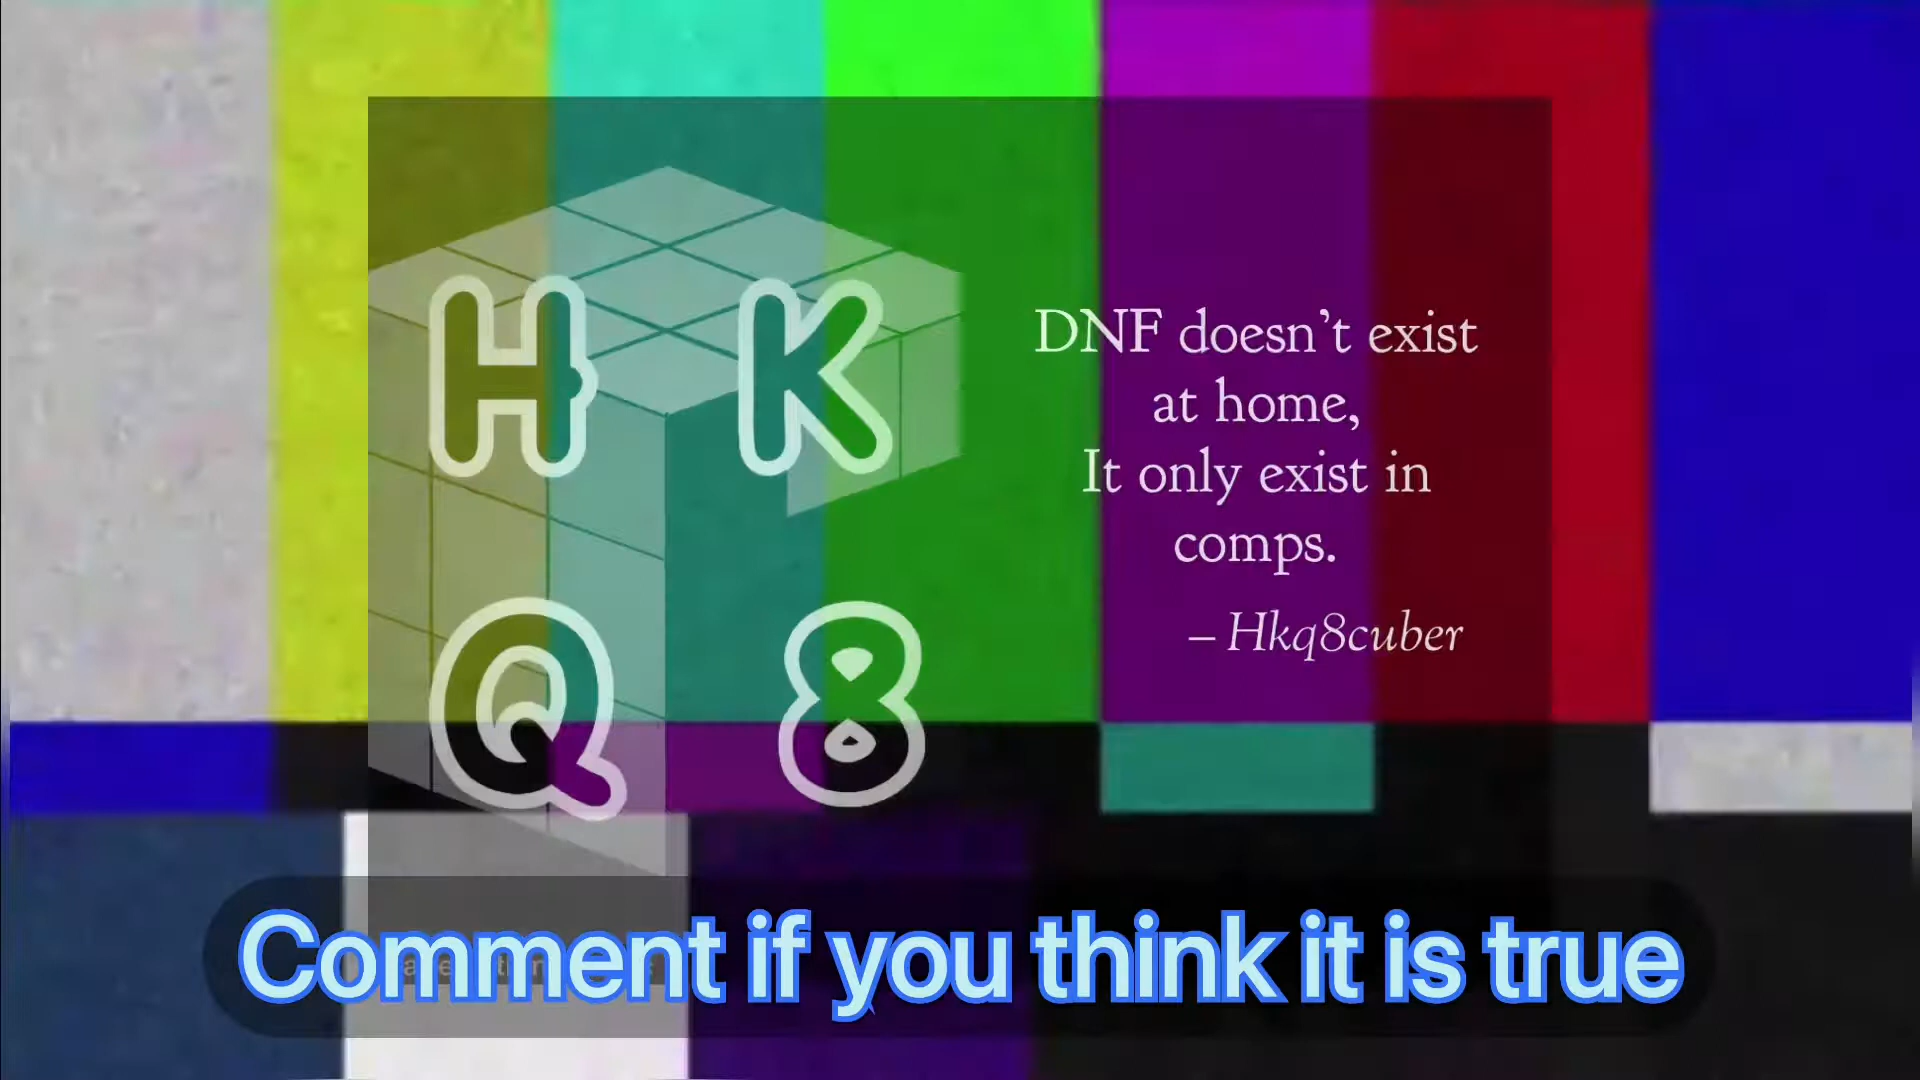 H K
Q 8
DNF doesn't exist
at home,
It only exist in
comps.
– Hkq8cuber
Comment if you think it is true